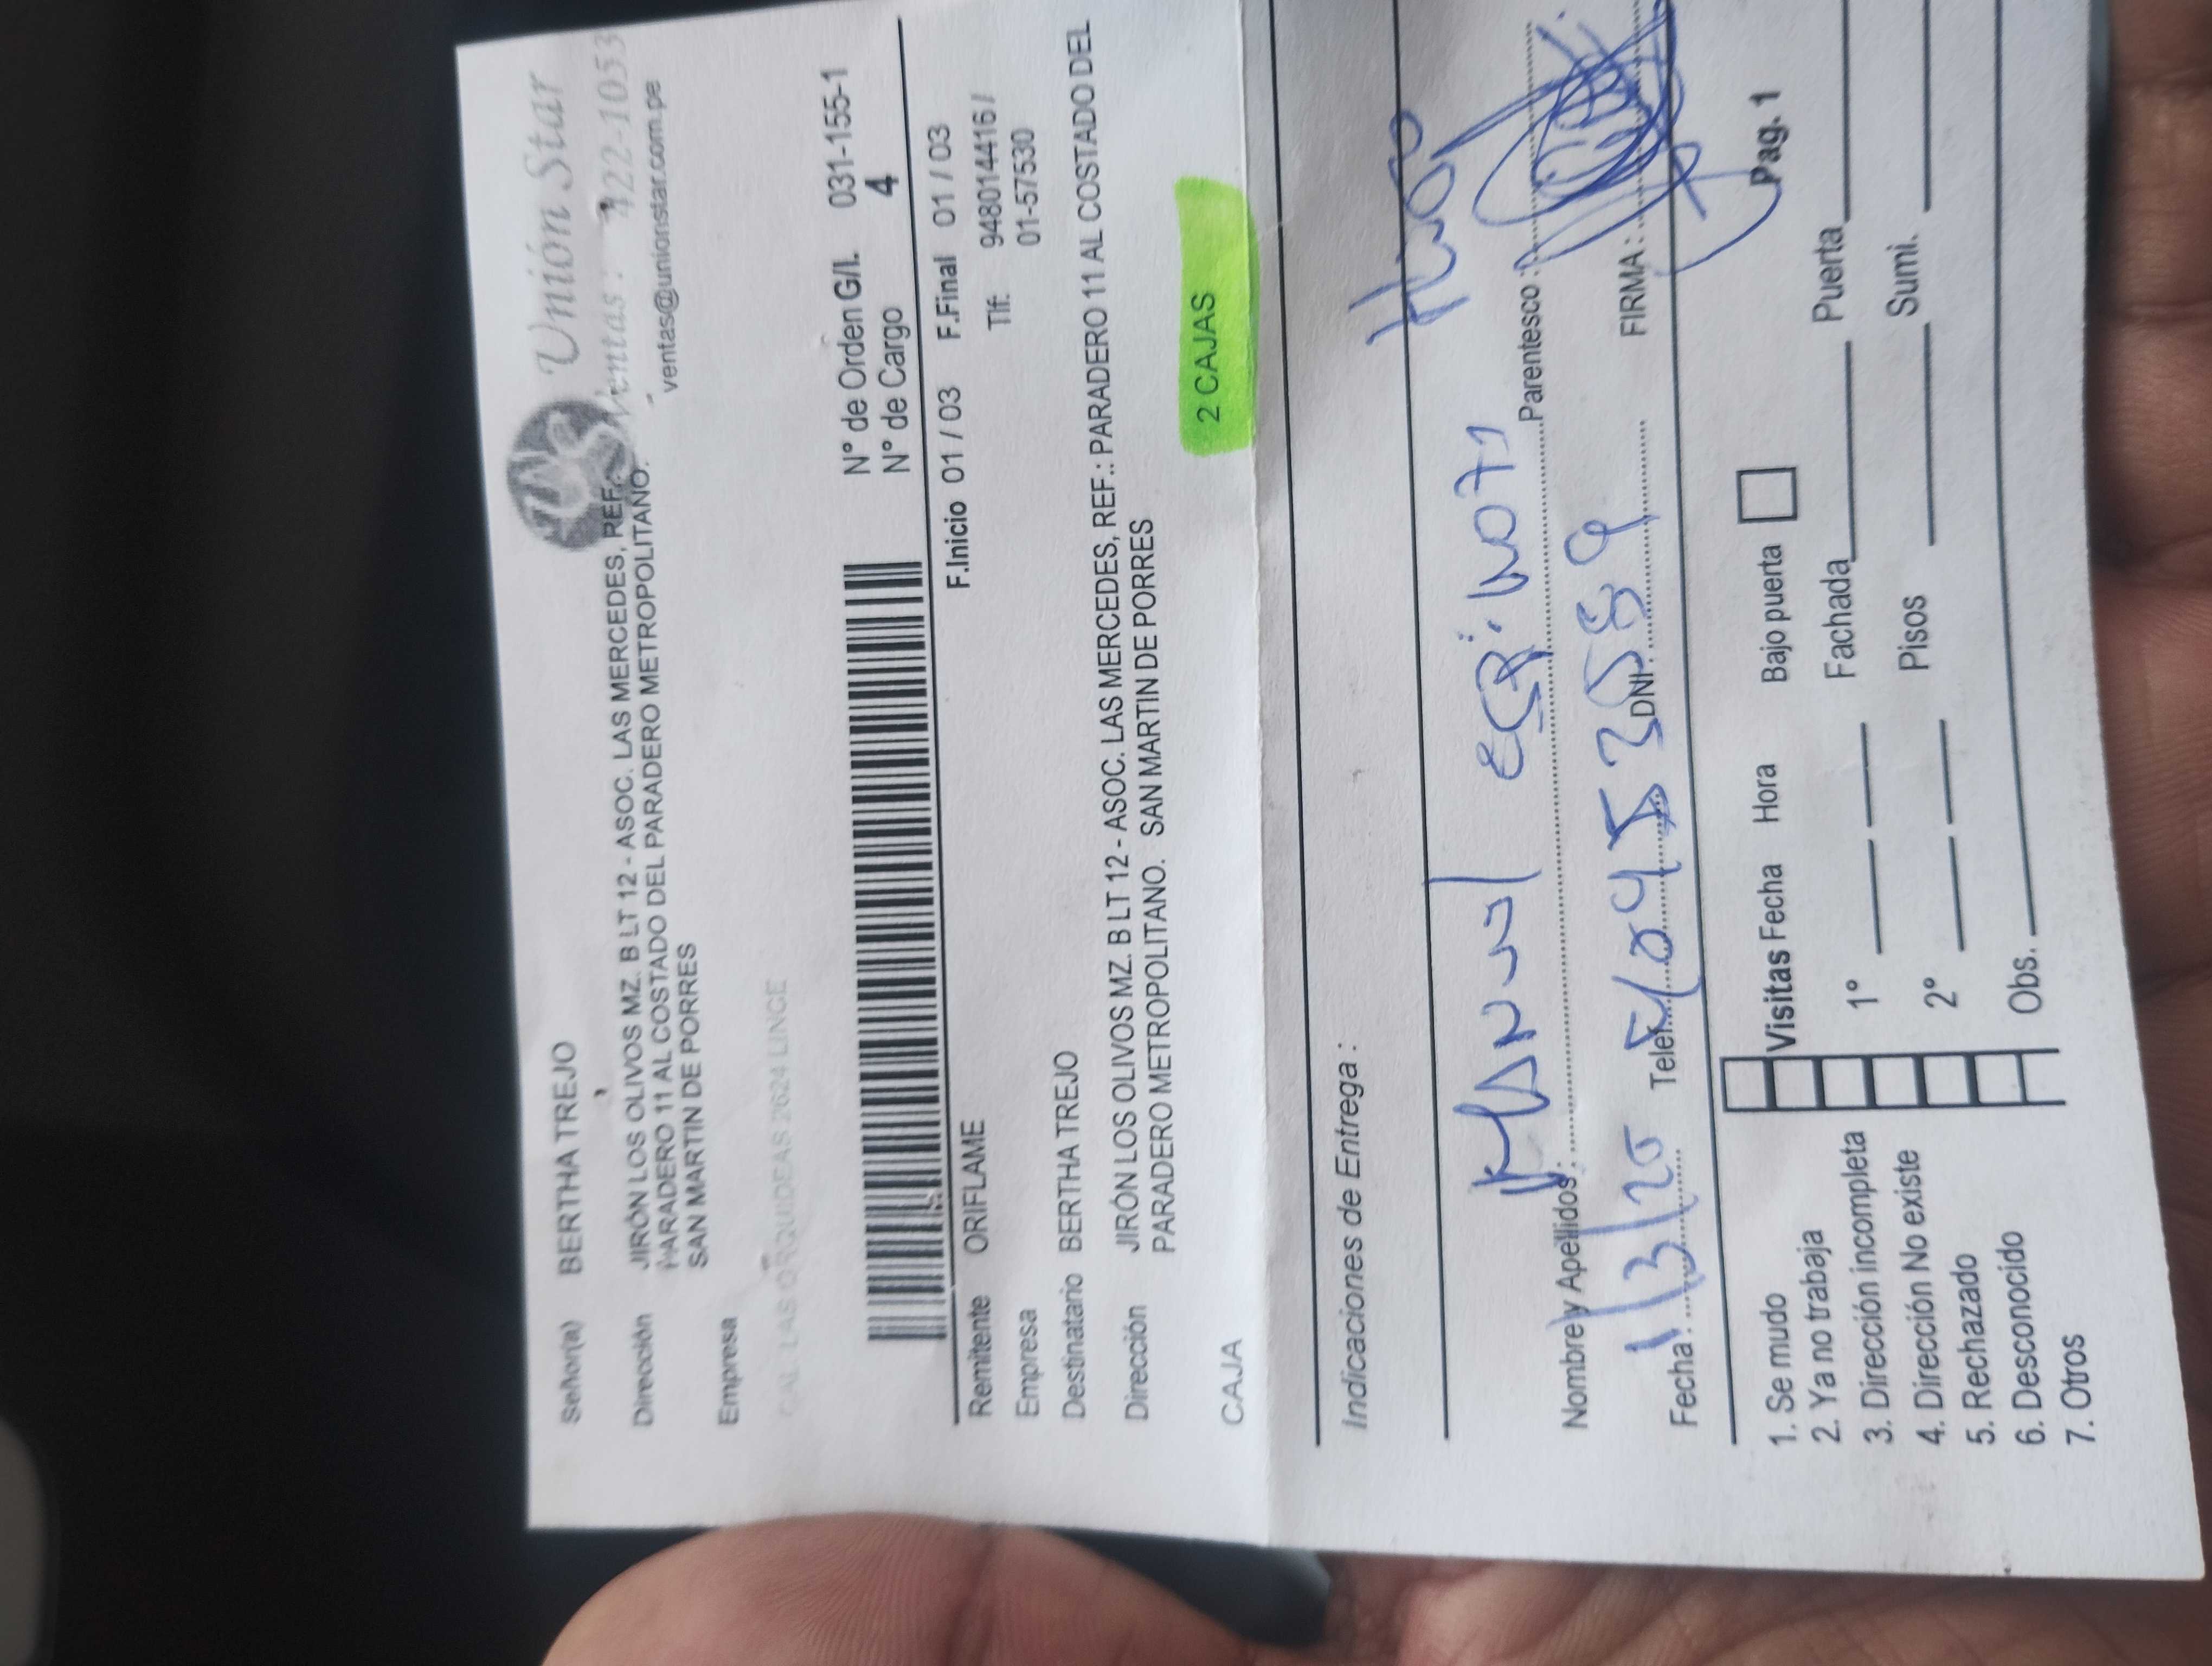 Unión Star
Ventas : 422-1053
ventas@unionstar.com.pe
Señor(a) BERTHA TREJO
Dirección JIRÓN LOS OLIVOS MZ. B LT 12 - ASOC. LAS MERCEDES, REF.
PARADERO 11 AL COSTADO DEL PARADERO METROPOLITANO.
SAN MARTIN DE PORRES
Empresa
CAL LAS ORQUIDEAS 2624 LINCE
N° de Orden G/L 031-155-1
N° de Cargo 4
F.Inicio 01 / 03 F.Final 01 / 03
Remitente ORIFLAME Tlf: 948014416 /
Empresa 01-57530
Destinatario BERTHA TREJO
Dirección JIRÓN LOS OLIVOS MZ. B LT 12 - ASOC. LAS MERCEDES, REF.: PARADERO 11 AL COSTADO DEL
PARADERO METROPOLITANO. SAN MARTIN DE PORRES
CAJA 2 CAJAS
Indicaciones de Entrega :
Nombre y Apellidos: Parentesco :
Fecha: 1/3/25 Telef. DNI: FIRMA:
Pag. 1
1. Se mudo Visitas Fecha Hora Bajo puerta
2. Ya no trabaja
3. Dirección incompleta 1° Fachada Puerta
4. Dirección No existe 2° Pisos Sumi.
5. Rechazado
6. Desconocido Obs.
7. Otros